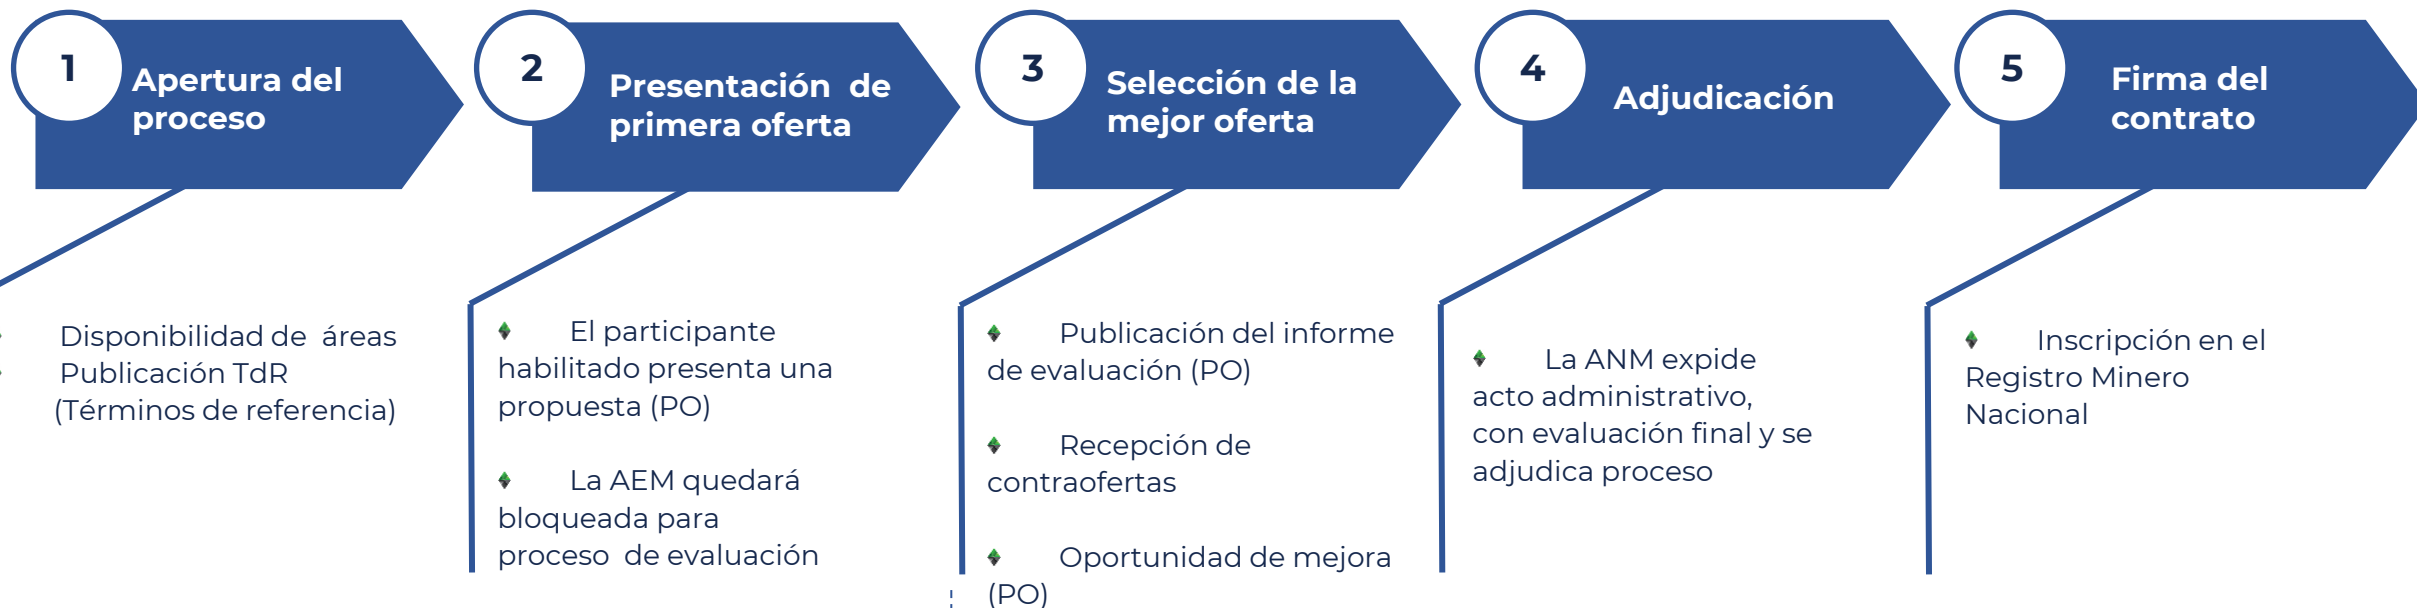 1
Apertura del
proceso
Disponibilidad de áreas
Publicación TdR
(Términos de referencia)
2
Presentación de
primera oferta
El participante
habilitado presenta una
propuesta (PO)
La AEM quedará
bloqueada para
proceso de evaluación
3
Selección de la
mejor oferta
Publicación del informe
de evaluación (PO)
Recepción de
contraofertas
Oportunidad de mejora
(PO)
4
Adjudicación
La ANM expide
acto administrativo,
con evaluación final y se
adjudica proceso
5
Firma del
contrato
Inscripción en el
Registro Minero
Nacional